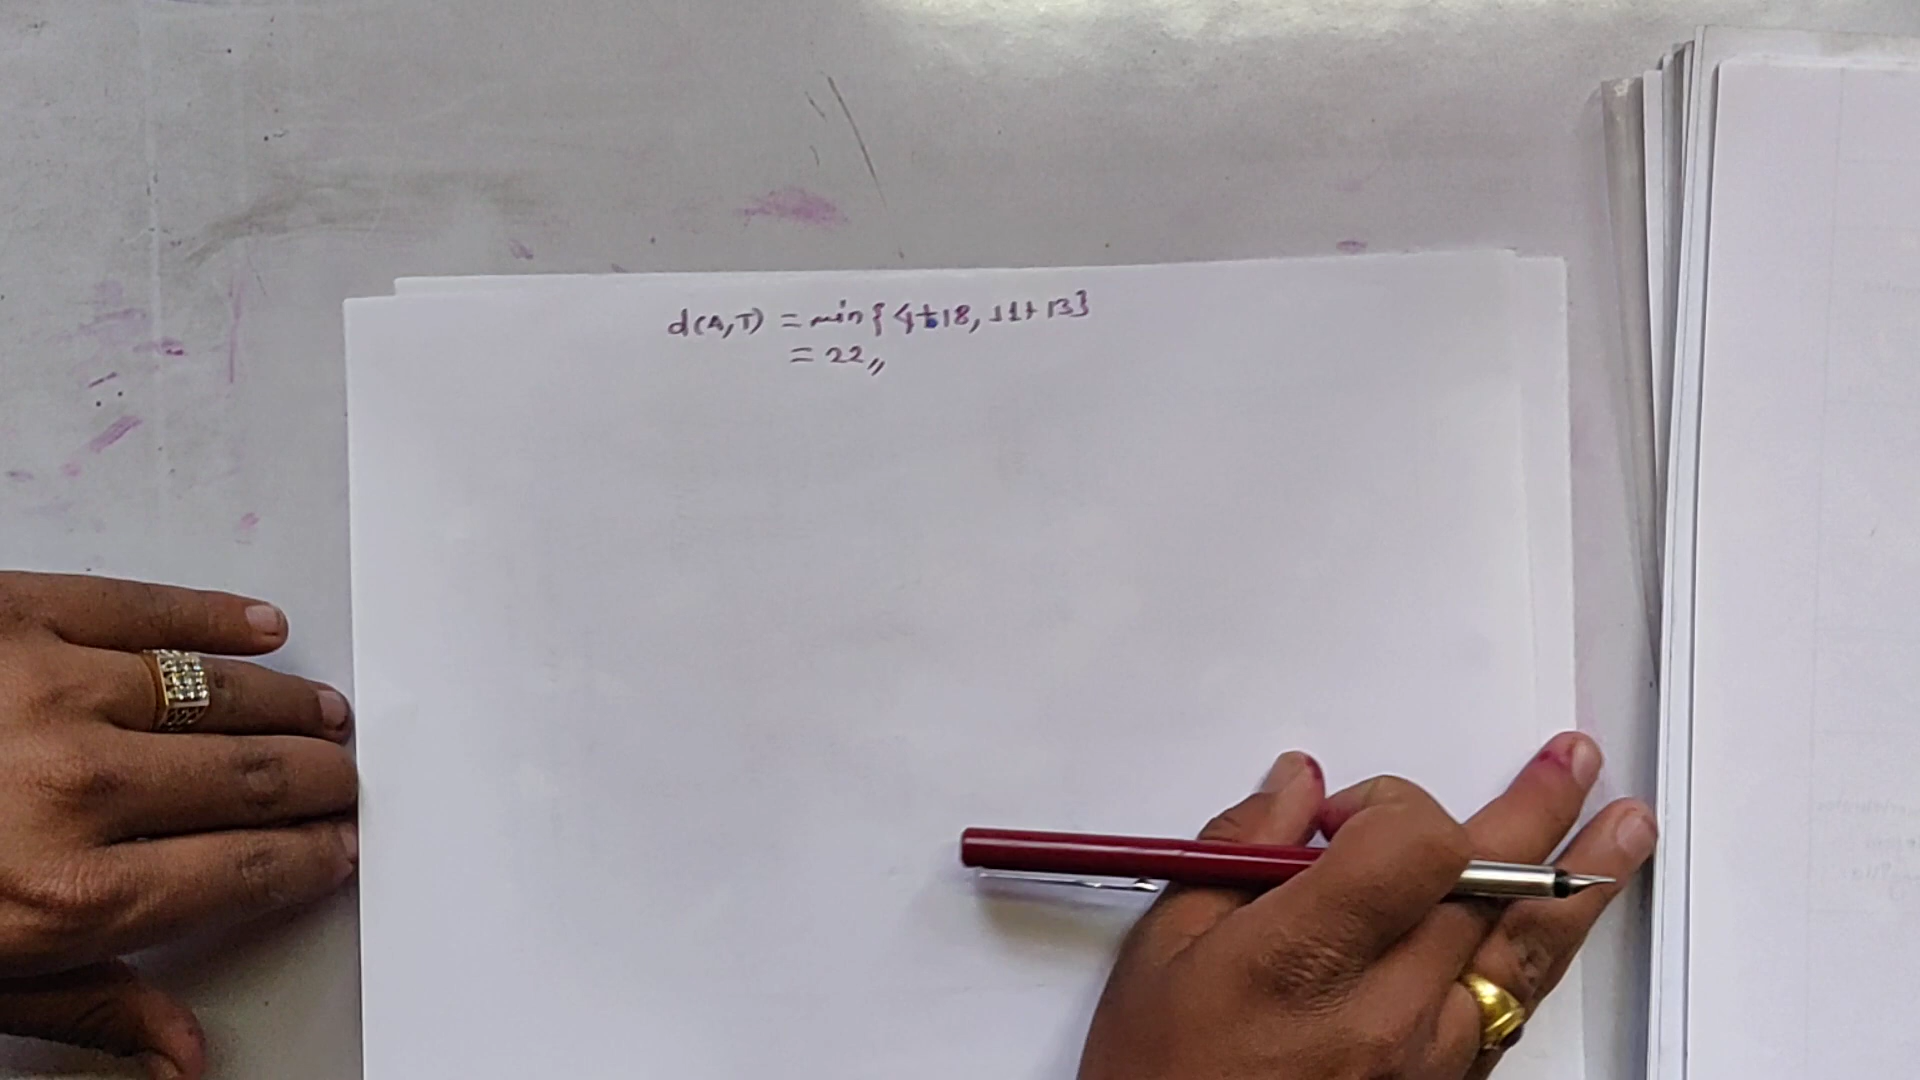 d(A,T) = min{4+18, 11+13}
= 22,,